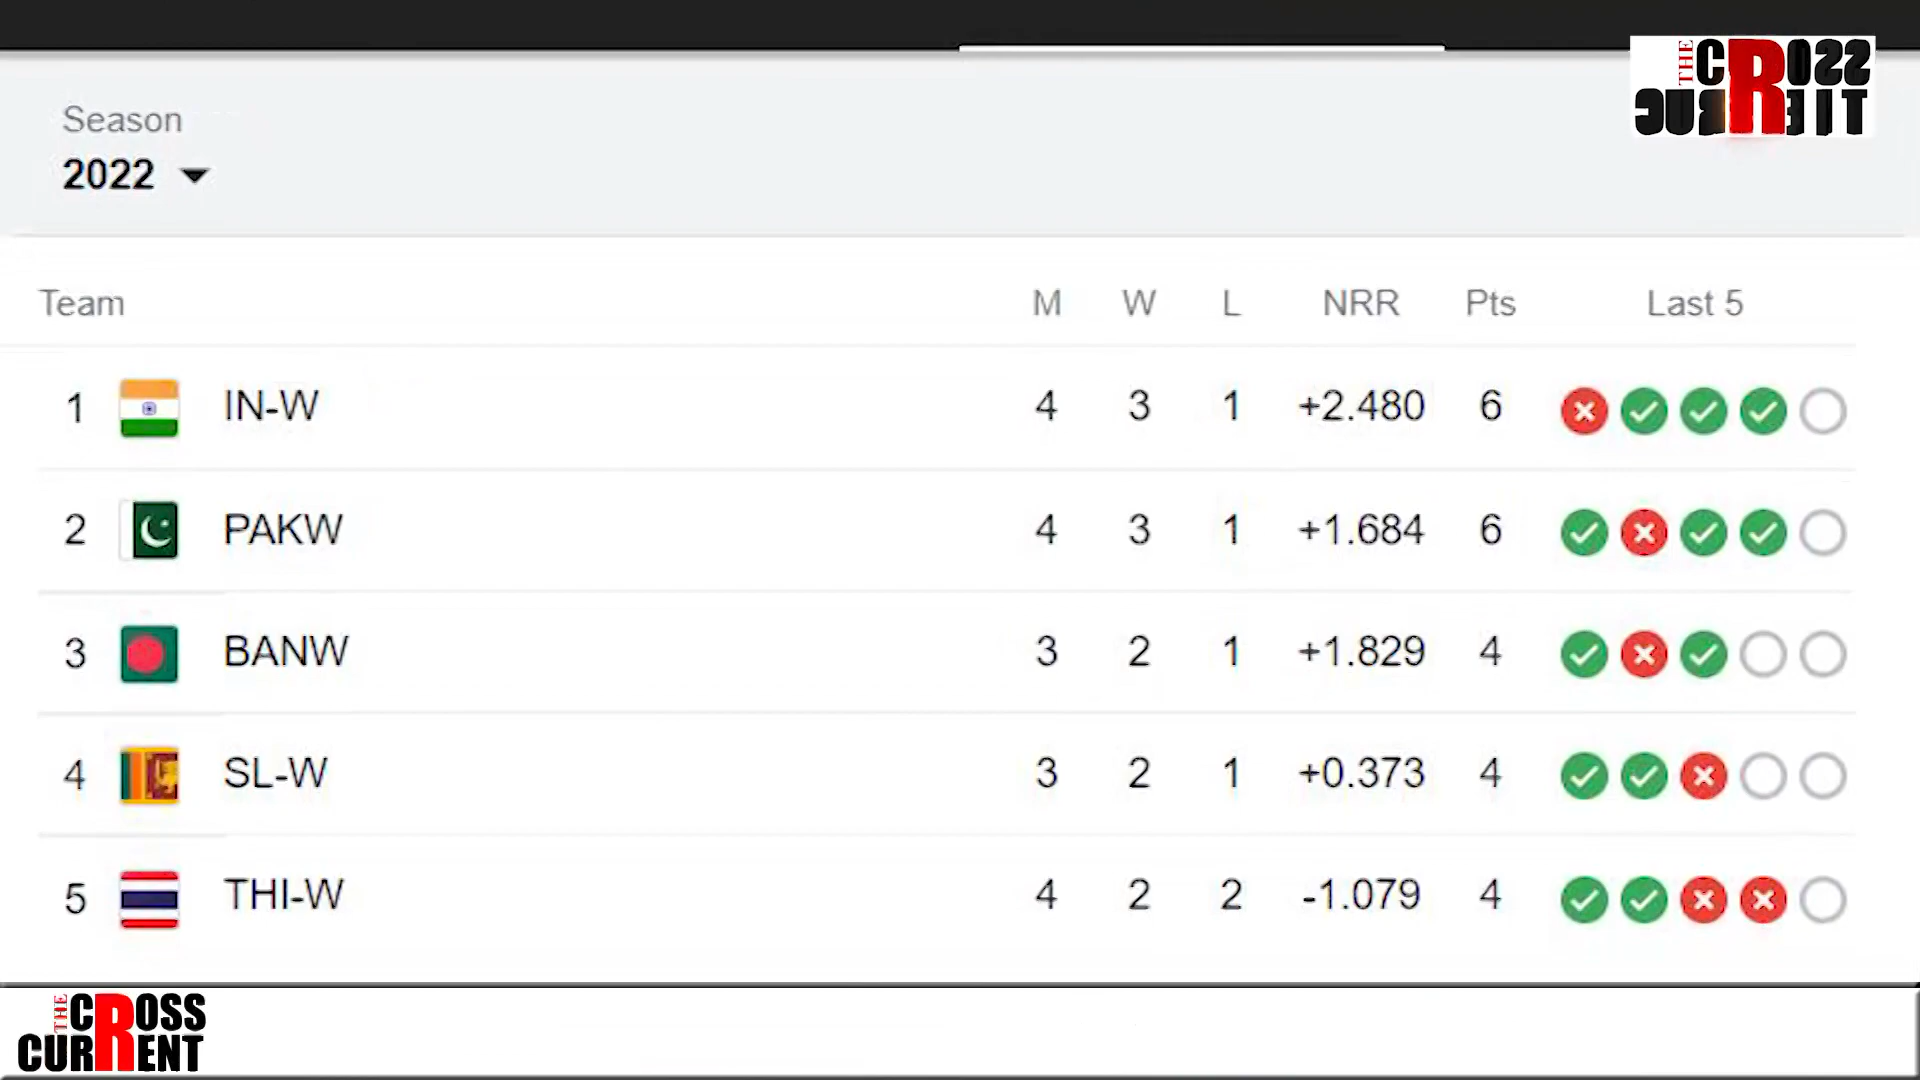 THE CROSS
CURRENT
Season
2022
Team M W L NRR Pts Last 5
1 IN-W 4 3 1 +2.480 6
2 PAKW 4 3 1 +1.684 6
3 BANW 3 2 1 +1.829 4
4 SL-W 3 2 1 +0.373 4
5 THI-W 4 2 2 -1.079 4
THE CROSS
CURRENT